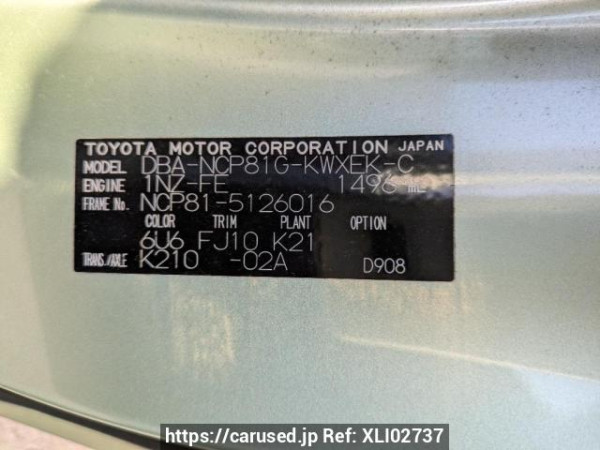 TOYOTA MOTOR CORPORATION JAPAN
MODEL DBA-NCP81G-KWXEK-C
ENGINE 1NZ-FE 1496 mL
FRAME No. NCP81-5126016
COLOR TRIM PLANT OPTION
6U6 FJ10 K21
TRANS./AXLE K210 -02A D908
https://carused.jp Ref: XLI02737